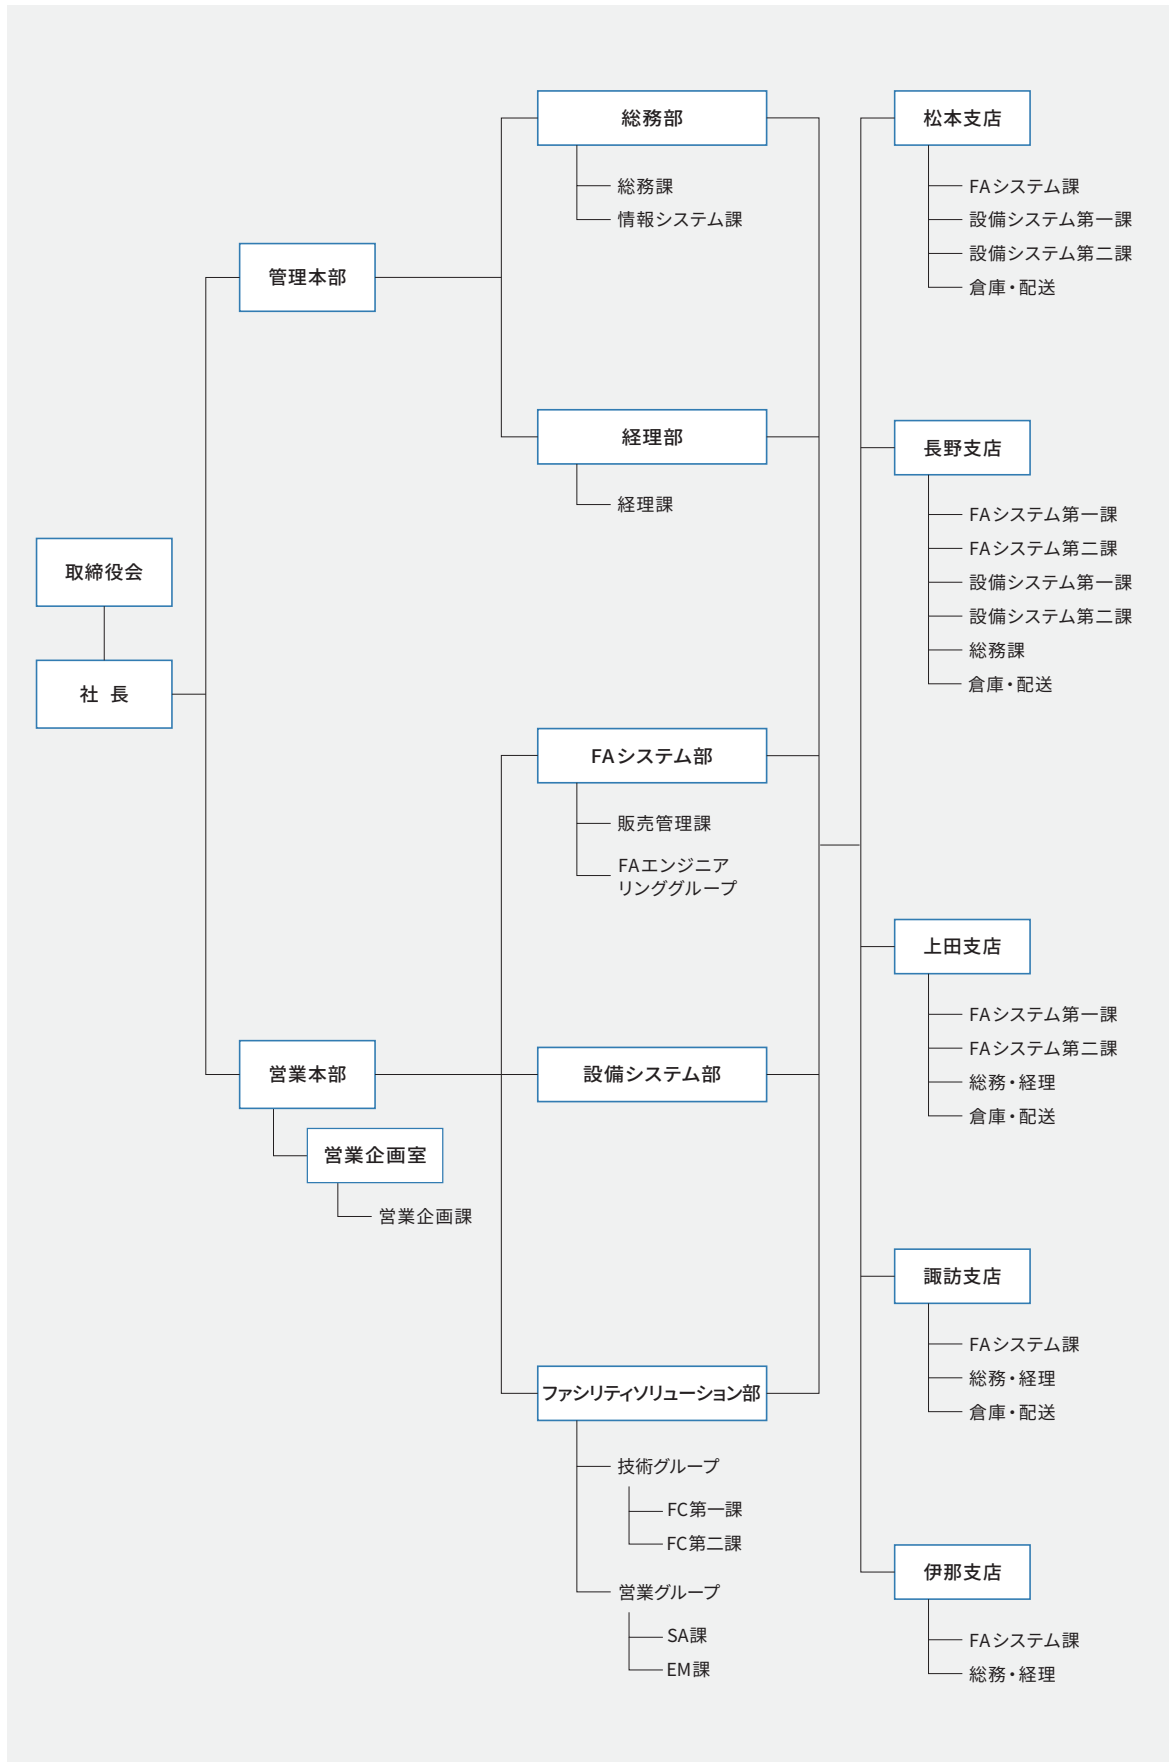 取締役会
社 長
管理本部
総務部
総務課
情報システム課
経理部
経理課
営業本部
営業企画室
営業企画課
FAシステム部
販売管理課
FAエンジニア
リンググループ
設備システム部
ファシリティソリューション部
技術グループ
FC第一課
FC第二課
営業グループ
SA課
EM課
松本支店
FAシステム課
設備システム第一課
設備システム第二課
倉庫・配送
長野支店
FAシステム第一課
FAシステム第二課
設備システム第一課
設備システム第二課
総務課
倉庫・配送
上田支店
FAシステム第一課
FAシステム第二課
総務・経理
倉庫・配送
諏訪支店
FAシステム課
総務・経理
倉庫・配送
伊那支店
FAシステム課
総務・経理